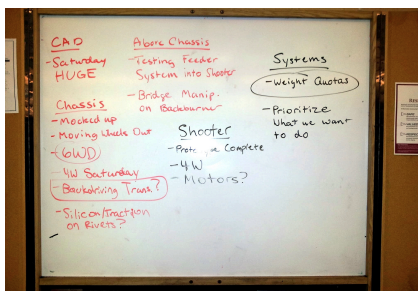 CAD
- Saturday
HUGE
Chassis
- Mocked up
- Moving Wheels Out
- 6WD
- 4W Saturday
- Backdriving Trans.?
- Silicon/Traction
on Rivets?
Above Chassis
- Testing Feeder
System into Shooter
- Bridge Manip.
on Backburner
Shooter
- Complete
- 4W
- Motors?
Systems
- Weight Quotas
- Prioritize
What we want
to do